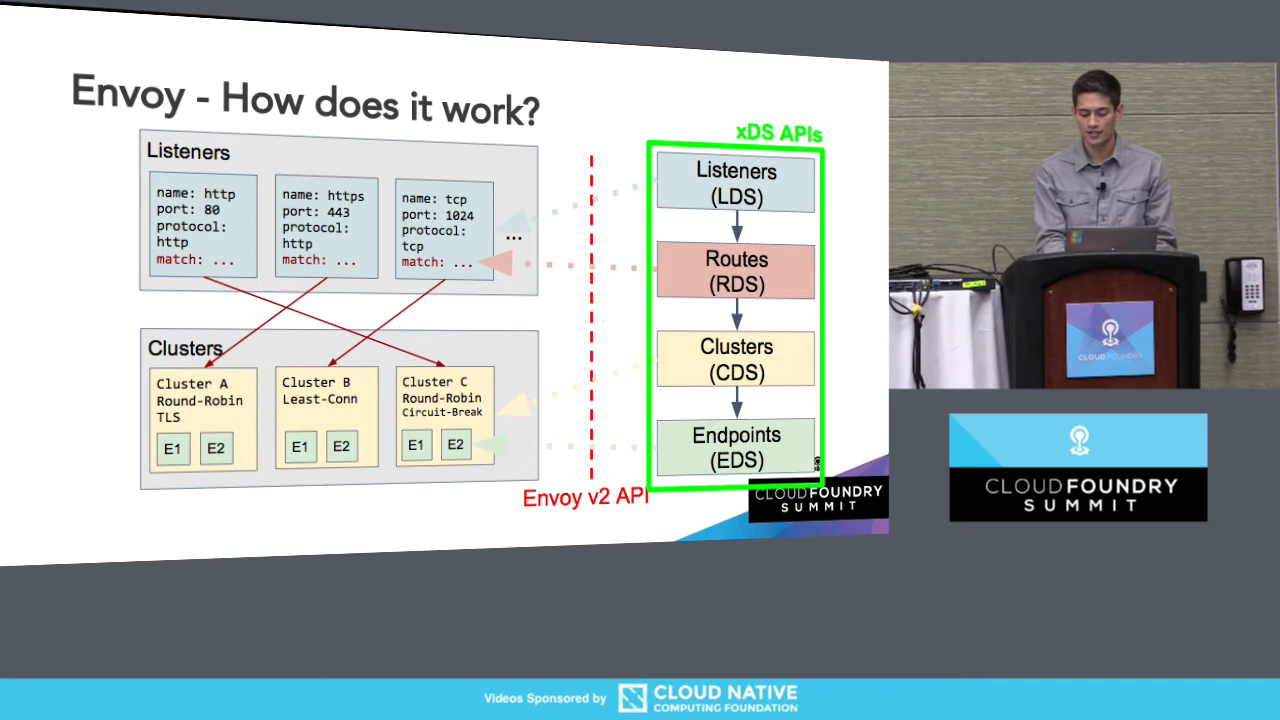 Envoy - How does it work?
Listeners
name: http
port: 80
protocol:
http
match: ...
name: https
port: 443
protocol:
http
match: ...
name: tcp
port: 1024
protocol:
tcp
match: ...
...
Clusters
Cluster A
Round-Robin
TLS
E1
E2
Cluster B
Least-Conn
E1
E2
Cluster C
Round-Robin
Circuit-Break
E1
E2
Envoy v2 API
xDS APIs
Listeners
(LDS)
Routes
(RDS)
Clusters
(CDS)
Endpoints
(EDS)
CLOUDFOUNDRY
SUMMIT
CLOUDFOUNDRY
CLOUDFOUNDRY
SUMMIT
Videos Sponsored by
CLOUD NATIVE
COMPUTING FOUNDATION